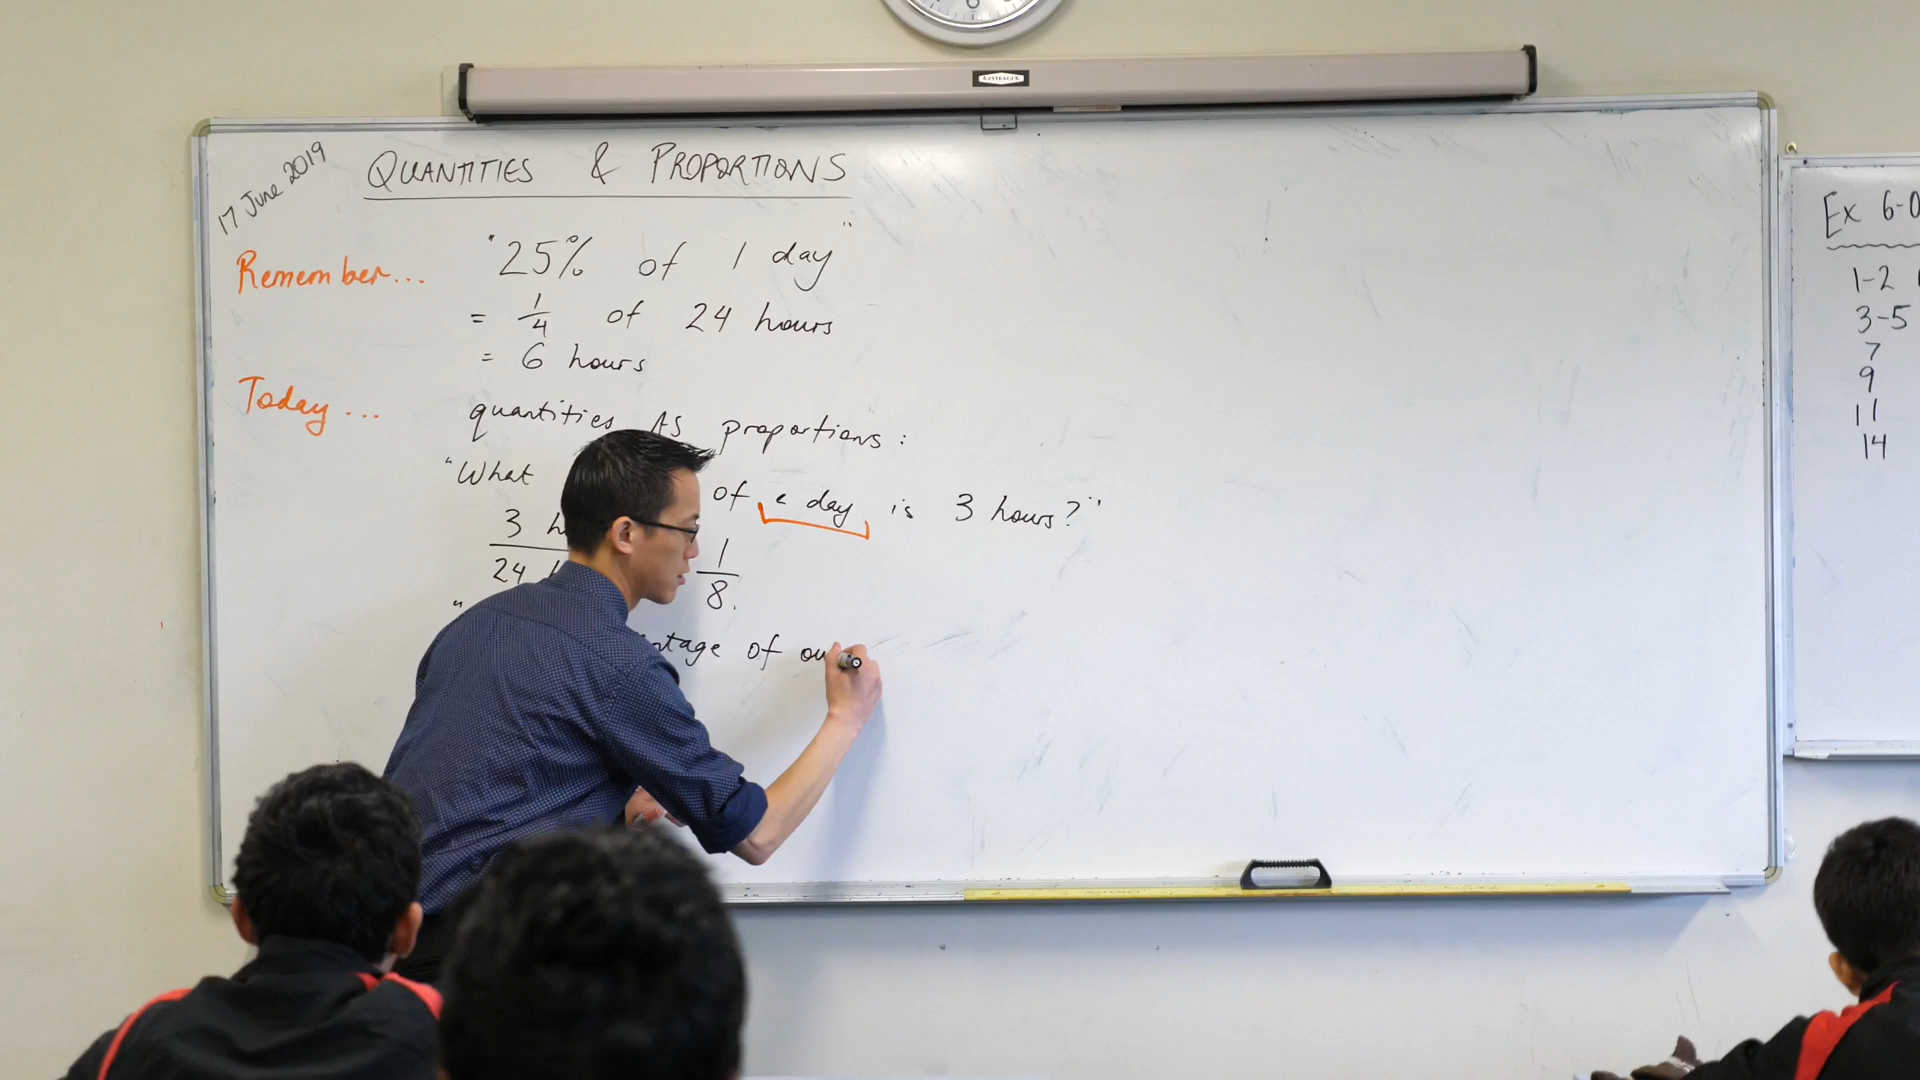 17 June 2019
QUANTITIES & PROPORTIONS
Remember...
"25% of 1 day"
= 1/4 of 24 hours
= 6 hours
Today...
quantities AS proportions:
"What of a day is 3 hours?"
3 h
24 h
1/8.
"
ntage of ou
Ex 6-0
1-2
3-5
7
9
11
14